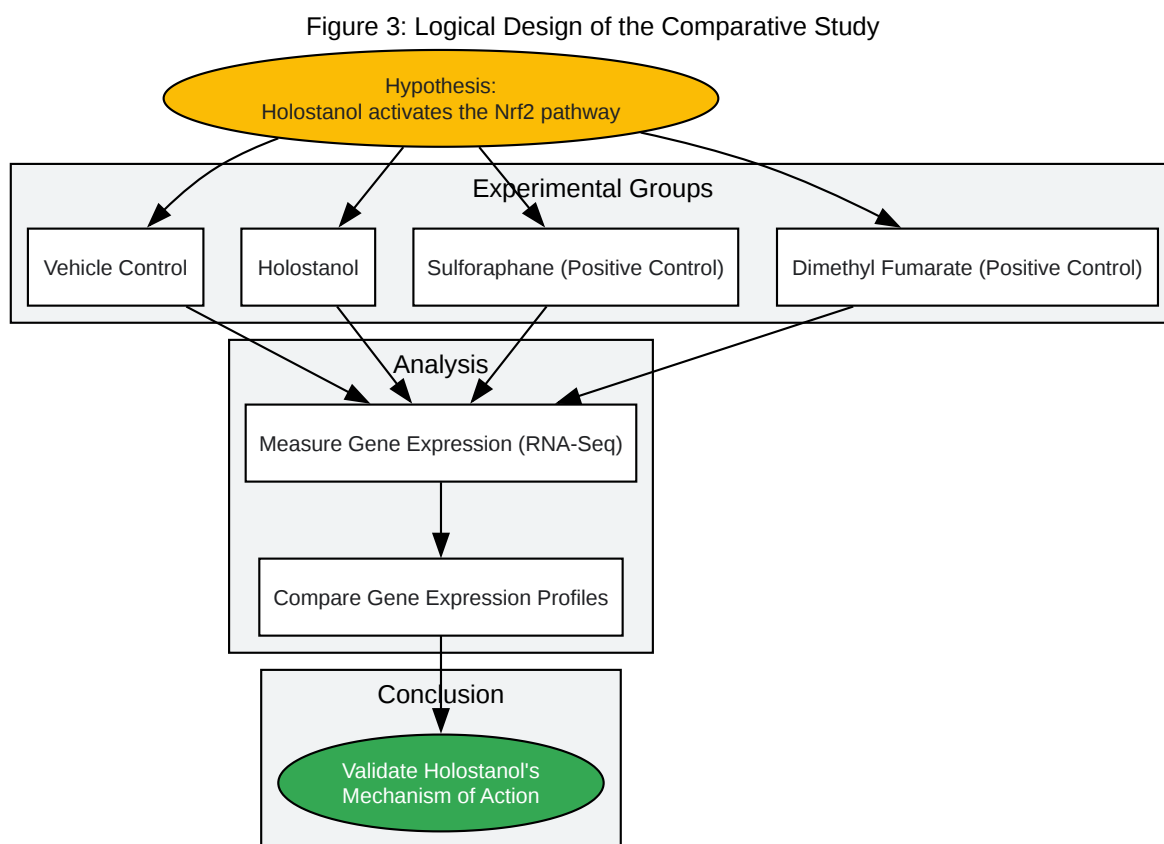 Figure 3: Logical Design of the Comparative Study
Hypothesis:
Holostanol activates the Nrf2 pathway
Experimental Groups
Vehicle Control
Holostanol
Sulforaphane (Positive Control)
Dimethyl Fumarate (Positive Control)
Analysis
Measure Gene Expression (RNA-Seq)
Compare Gene Expression Profiles
Conclusion
Validate Holostanol's
Mechanism of Action